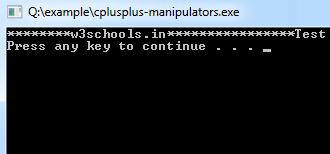 Q:\example\cplusplus-manipulators.exe
********w3schools.in****************Test
Press any key to continue . . . _